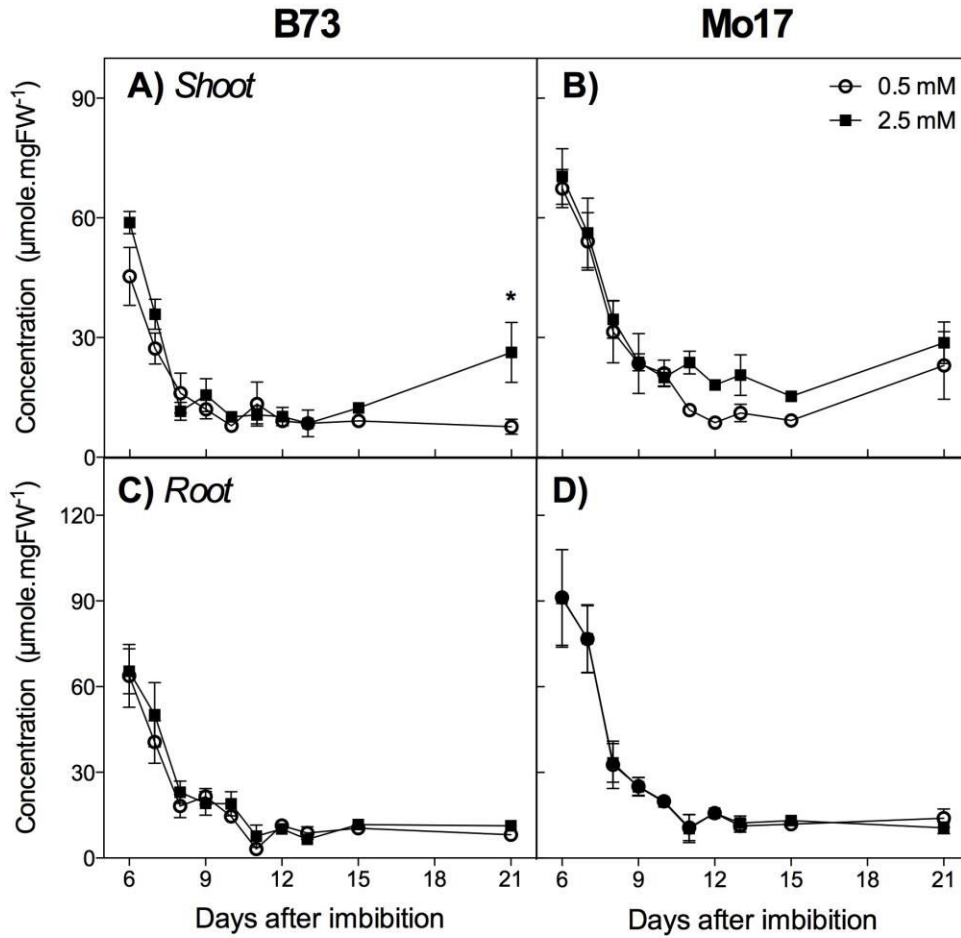 B73
Mo17
A) Shoot
B)
0.5 mM
2.5 mM
Concentration (µmole.mgFW⁻¹)
90
60
30
0
*
C) Root
D)
Concentration (µmole.mgFW⁻¹)
120
90
60
30
0
6 9 12 15 18 21
6 9 12 15 18 21
Days after imbibition
Days after imbibition